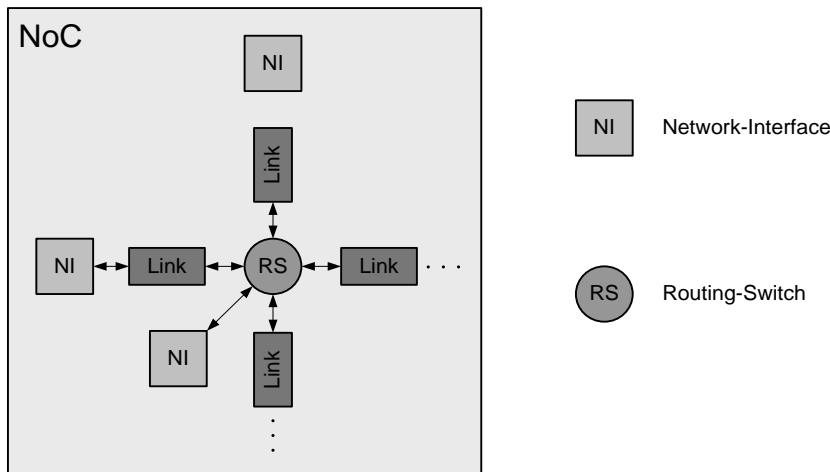 NoC
NI
NI Network-Interface
Link
NI Link RS Link . . .
RS Routing-Switch
NI
Link
. . .